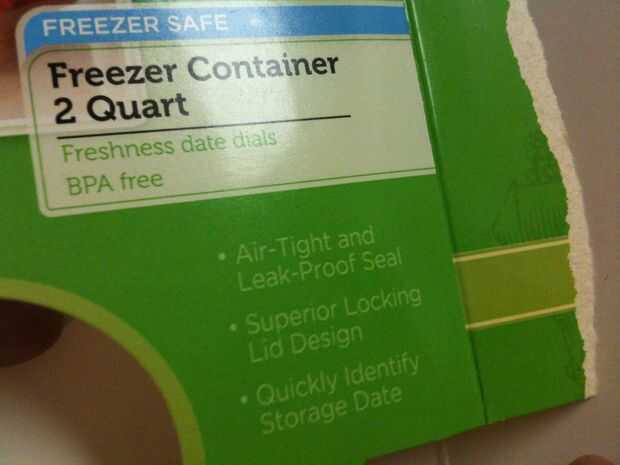 FREEZER SAFE
Freezer Container
2 Quart
Freshness date dials
BPA free
• Air-Tight and
Leak-Proof Seal
• Superior Locking
Lid Design
• Quickly Identify
Storage Date